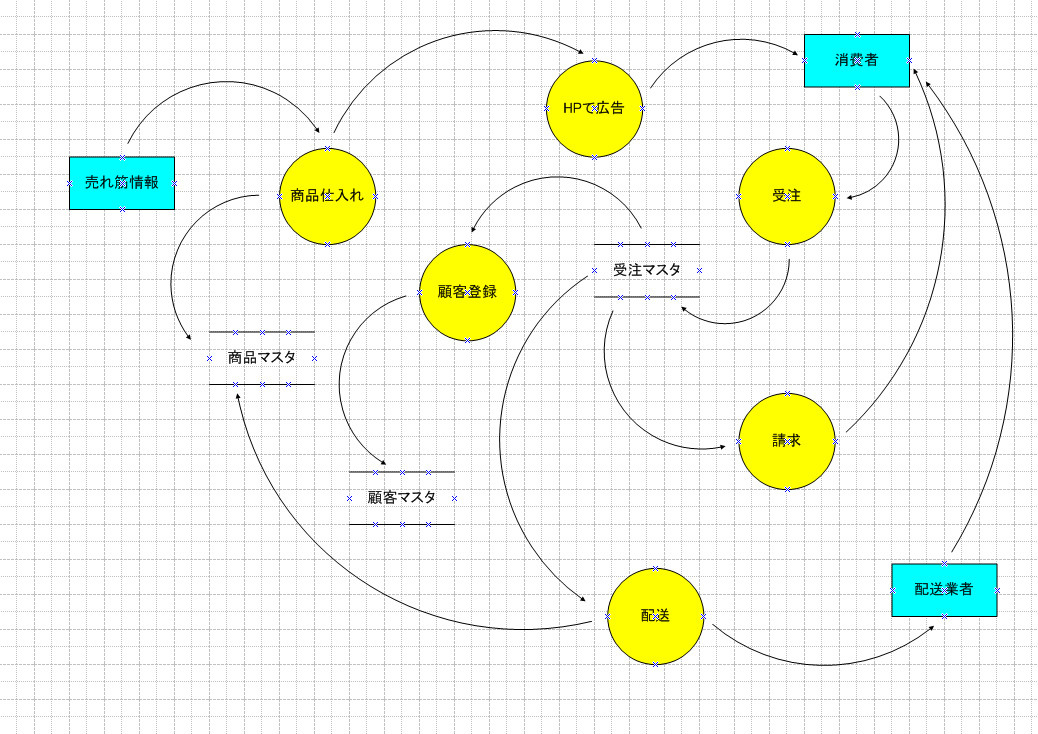 消費者
HPで広告
売れ筋情報
商品仕入れ
受注
受注マスタ
顧客登録
商品マスタ
請求
顧客マスタ
配送業者
配送